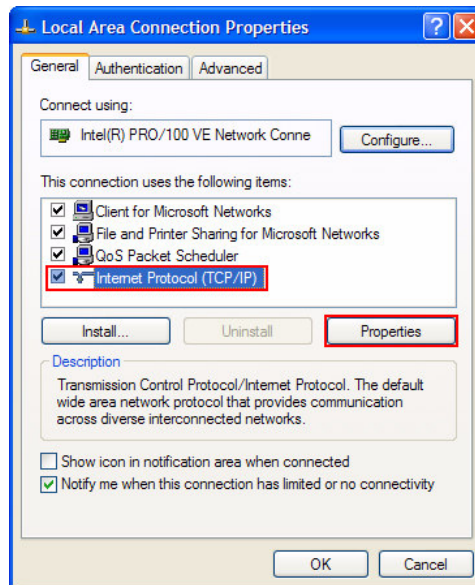 Local Area Connection Properties
General Authentication Advanced
Connect using:
Intel(R) PRO/100 VE Network Conne
Configure...
This connection uses the following items:
Client for Microsoft Networks
File and Printer Sharing for Microsoft Networks
QoS Packet Scheduler
Internet Protocol (TCP/IP)
Install... Uninstall Properties
Description
Transmission Control Protocol/Internet Protocol. The default
wide area network protocol that provides communication
across diverse interconnected networks.
Show icon in notification area when connected
Notify me when this connection has limited or no connectivity
OK Cancel